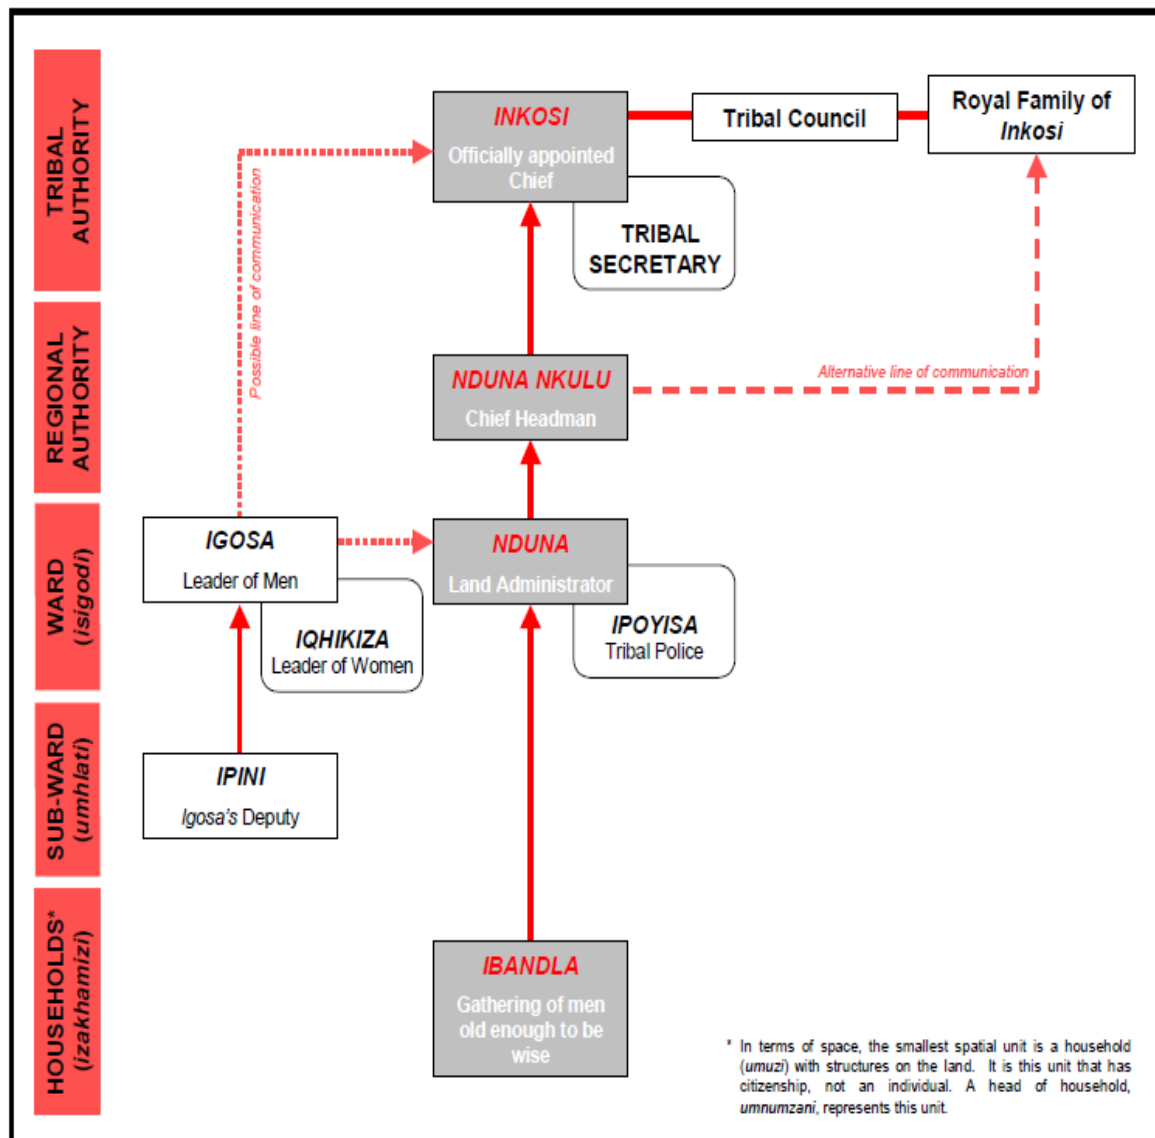 TRIBAL
AUTHORITY
INKOSI
Officially appointed
Chief
Tribal Council
Royal Family of
Inkosi
TRIBAL
SECRETARY
Possible line of communication
REGIONAL
AUTHORITY
NDUNA NKULU
Chief Headman
Alternative line of communication
WARD
(isigodi)
IGOSA
Leader of Men
IQHIKIZA
Leader of Women
NDUNA
Land Administrator
IPOYISA
Tribal Police
SUB-WARD
(umhlati)
IPINI
Igosa's Deputy
HOUSEHOLDS*
(izakhamizi)
IBANDLA
Gathering of men
old enough to be
wise
* In terms of space, the smallest spatial unit is a household
(umuzi) with structures on the land. It is this unit that has
citizenship, not an individual. A head of household,
umnumzani, represents this unit.